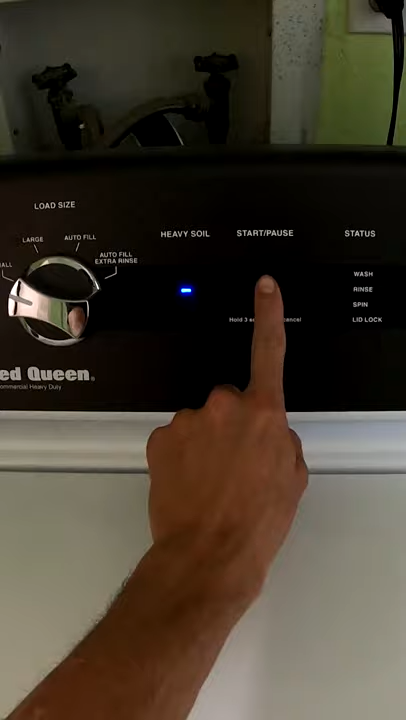 LOAD SIZE
LARGE
AUTO FILL
AUTO FILL
EXTRA RINSE
HEAVY SOIL
START/PAUSE
STATUS
WASH
RINSE
SPIN
LID LOCK
Hold 3 cancel
ed Queen®
ommercial Heavy Duty